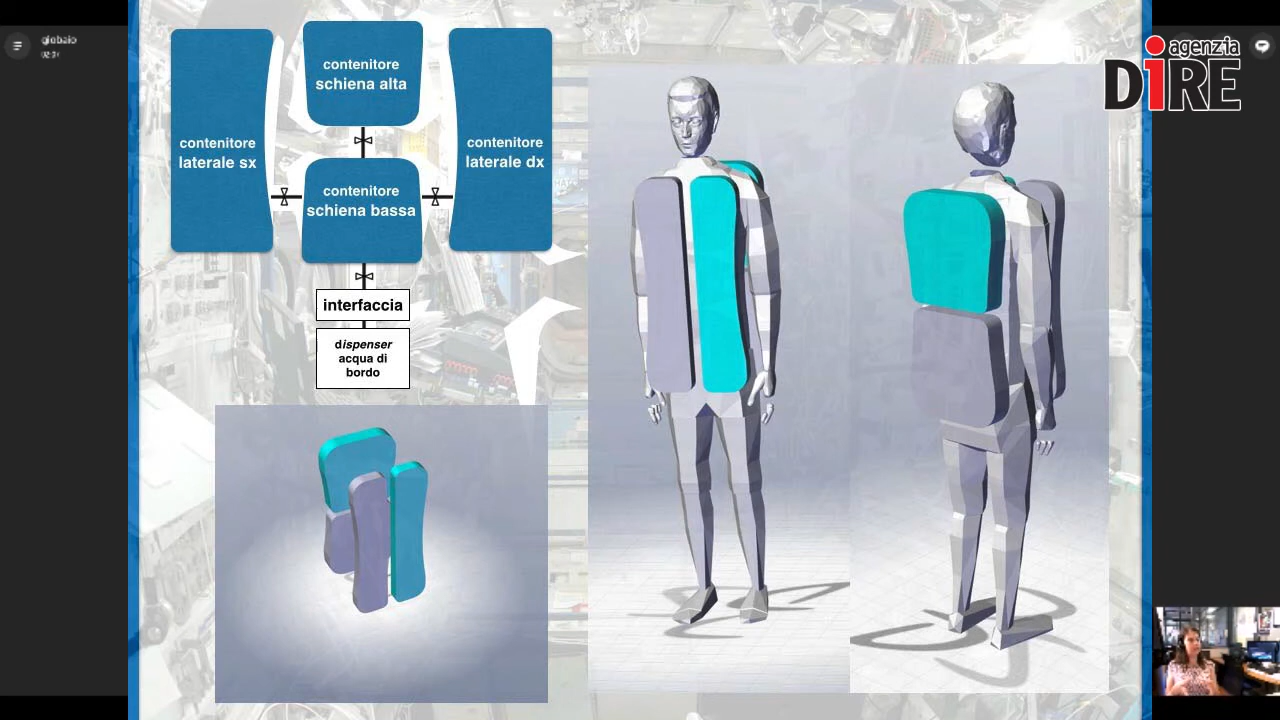 agenzia
DiRE
contenitore
schiena alta
contenitore
laterale sx
contenitore
laterale dx
contenitore
schiena bassa
interfaccia
dispenser
acqua di
bordo